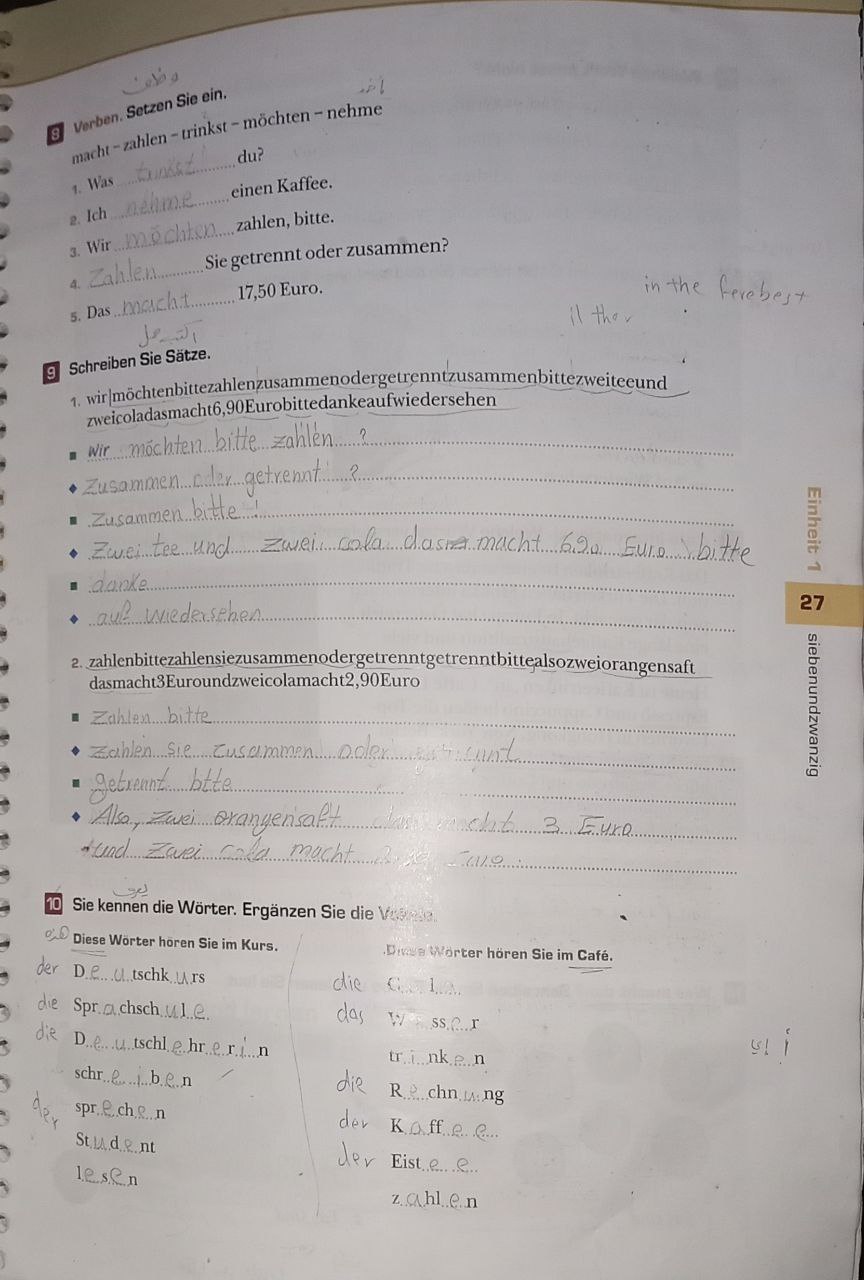 8 Verben. Setzen Sie ein.
macht – zahlen – trinkst – möchten – nehme
1. Was trinkst du?
2. Ich nehme einen Kaffee.
3. Wir möchten zahlen, bitte.
4. Zahlen Sie getrennt oder zusammen?
5. Das macht 17,50 Euro.
in the
9 Schreiben Sie Sätze.
1. wir|möchtenbittezahlenzusammenodergetrenntzusammenbittezweiteeund
zweicoladasmacht6,90Eurobittedankeaufwiedersehen
■ wir möchten bitte zahlen ?
◆ Zusammen oder getrennt ?
■ Zusammen bitte !
◆ Zwei tee und zwei cola das macht 6.90 Euro bitte
■ danke
◆ auf wiedersehen
2. zahlenbittezahlensiezusammenodergetrenntgetrenntbittealsozweiorangensaft
dasmacht3Euroundzweicolamacht2,90Euro
■ Zahlen bitte
◆ zahlen Sie zusammen oder
■ getrennt btte
◆ Also, zwei orangensaft macht 3 Euro
und zwei cola macht Euro
10 Sie kennen die Wörter. Ergänzen Sie die
Diese Wörter hören Sie im Kurs.
der Deutschkurs
die Sprachschule
die Deutschlehrerin
schreiben
der sprechen
Student
lesen
Diese Wörter hören Sie im Café.
die Cola
das Wasser
trinken
die Rechnung
der Kaffee
der Eistee
zahlen
Einheit 1
27
siebenundzwanzig